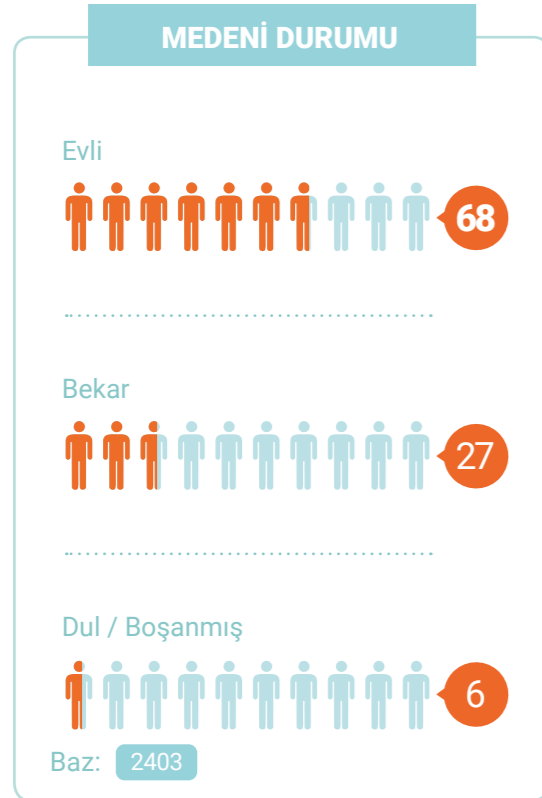 MEDENİ DURUMU
Evli
68
Bekar
27
Dul / Boşanmış
6
Baz: 2403